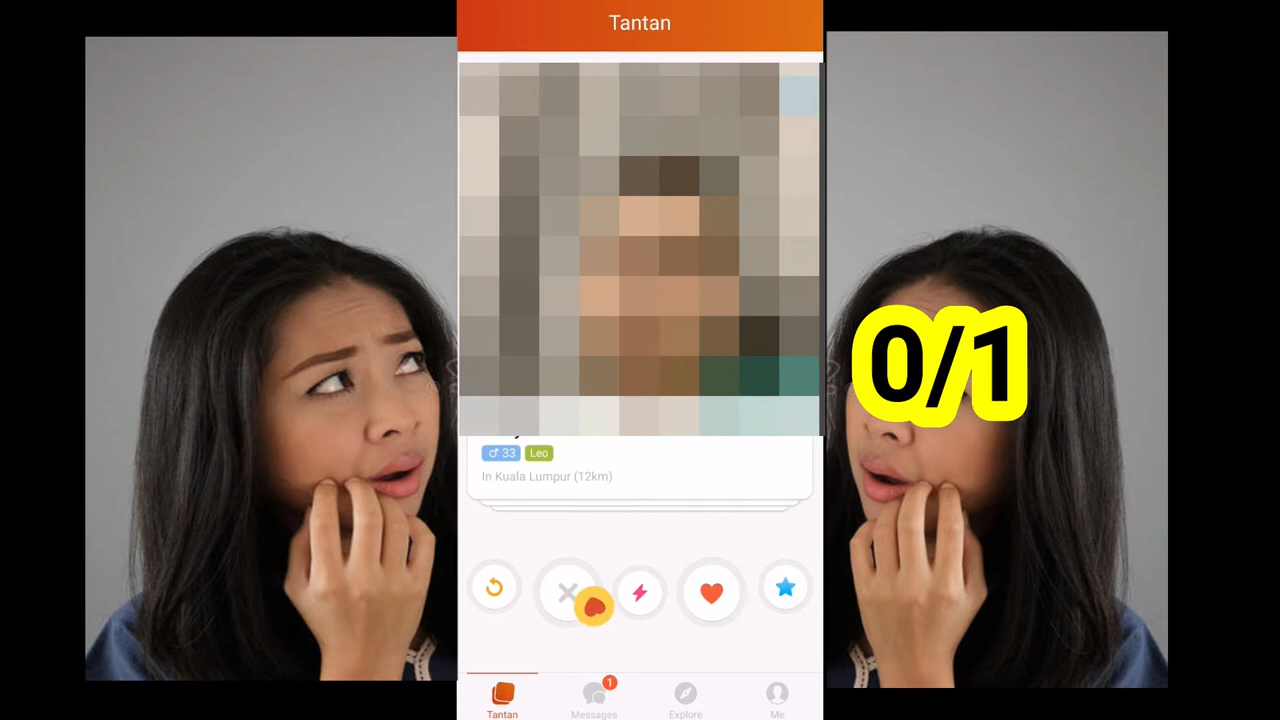 Tantan
♂ 33 Leo
In Kuala Lumpur (12km)
0/1
1
Tantan Messages Explore Me